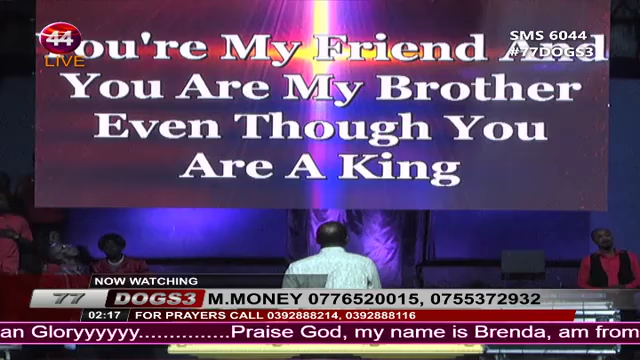 44
LIVE
SMS 6044
#77DOGS3
You're My Friend And
You Are My Brother
Even Though You
Are A King
NOW WATCHING
77 DOGS3 M.MONEY 0776520015, 0755372932
02:17 FOR PRAYERS CALL 0392888214, 0392888116
an Gloryyyyyy...............Praise God, my name is Brenda, am from